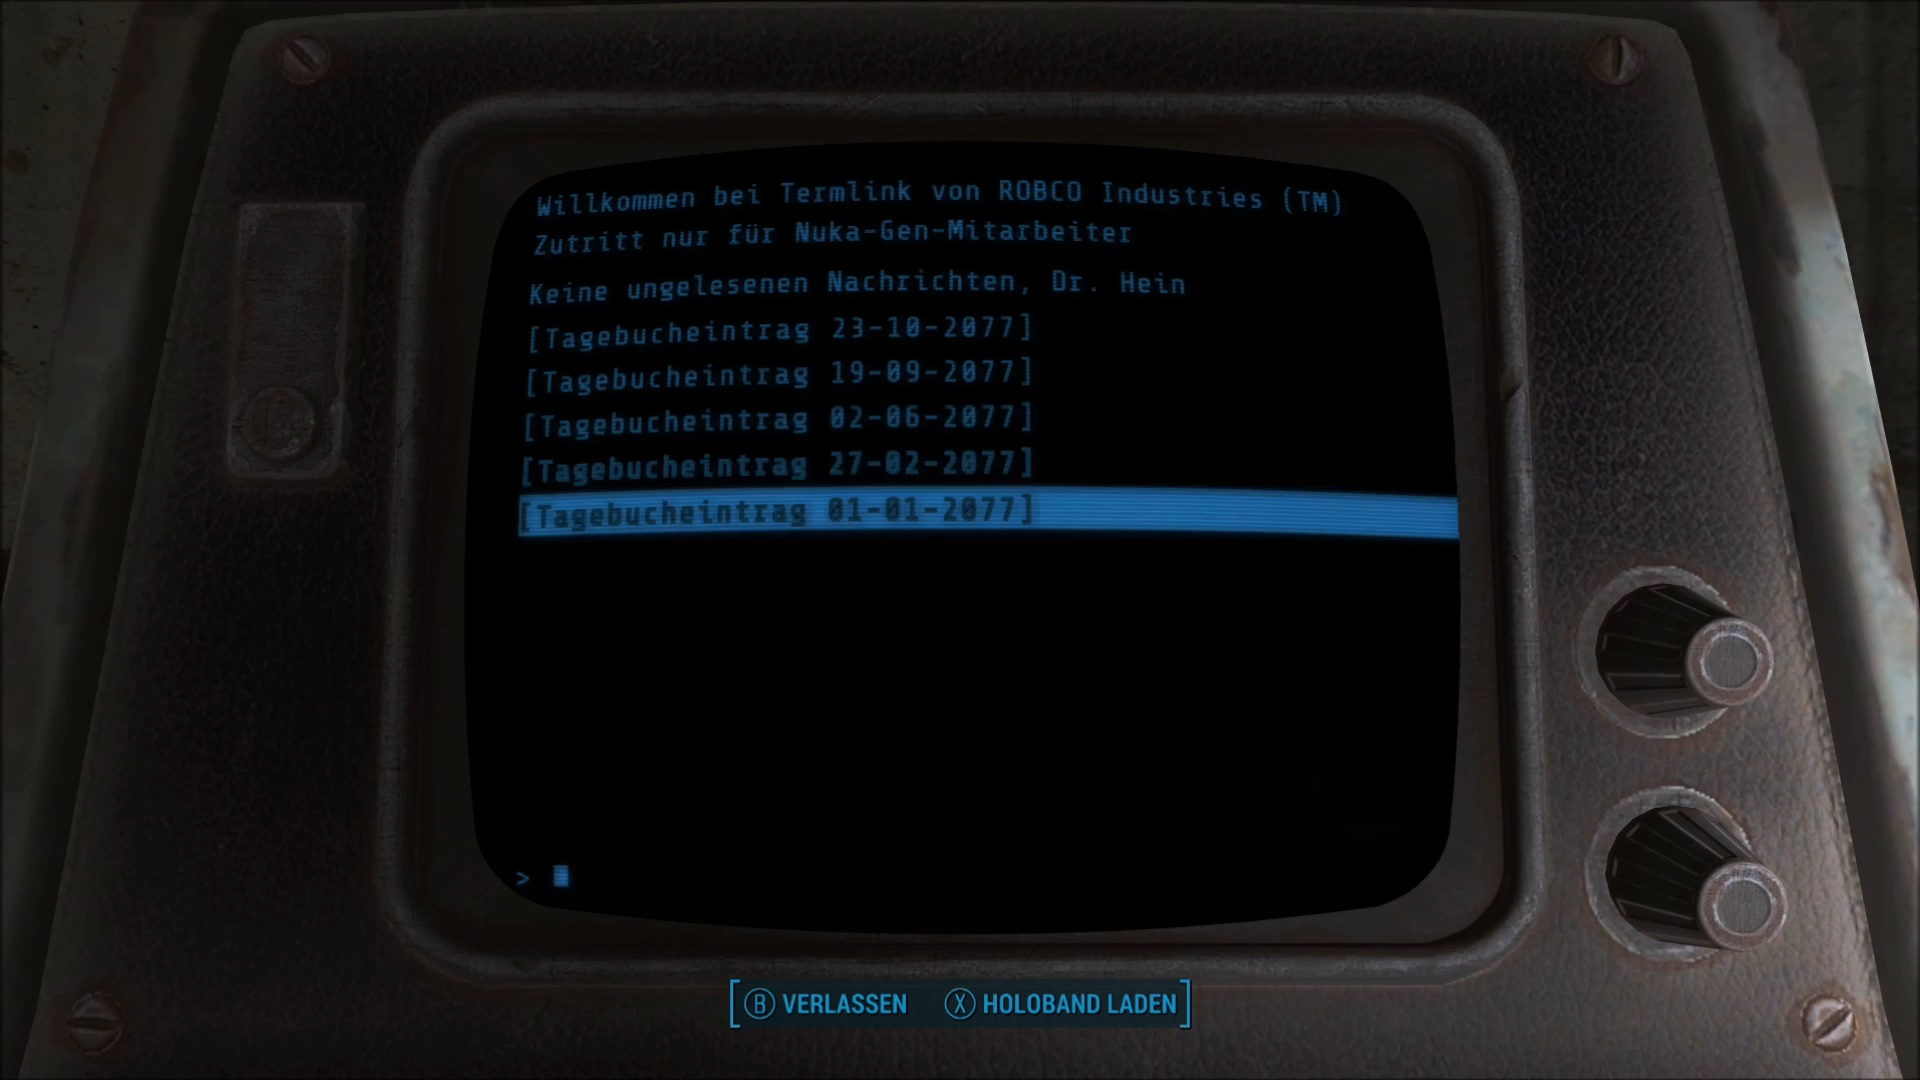 Willkommen bei Termlink von ROBCO Industries (TM)
Zutritt nur für Nuka-Gen-Mitarbeiter
Keine ungelesenen Nachrichten, Dr. Hein
[Tagebucheintrag 23-10-2077]
[Tagebucheintrag 19-09-2077]
[Tagebucheintrag 02-06-2077]
[Tagebucheintrag 27-02-2077]
[Tagebucheintrag 01-01-2077]
>
[Ⓑ VERLASSEN Ⓧ HOLOBAND LADEN]